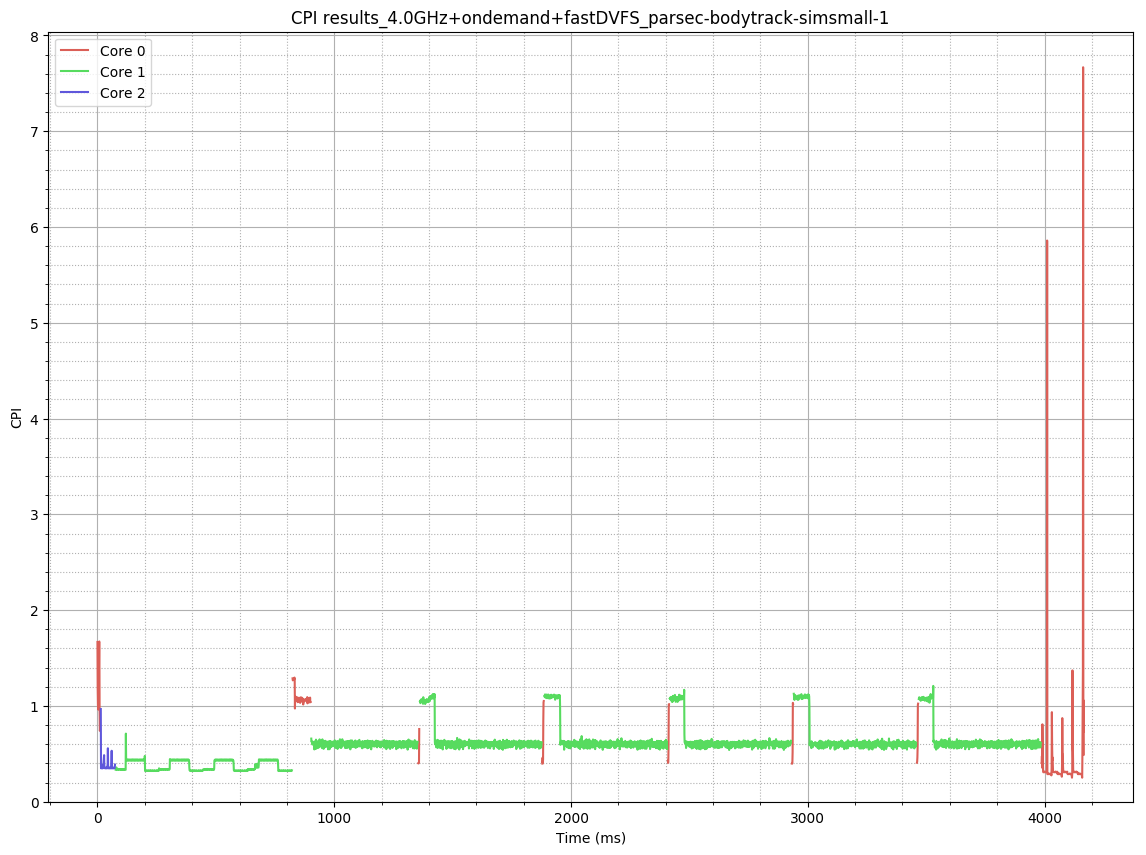 CPI results_4.0GHz+ondemand+fastDVFS_parsec-bodytrack-simsmall-1
Core 0
Core 1
Core 2
CPI
8
7
6
5
4
3
2
1
0
0 1000 2000 3000 4000
Time (ms)